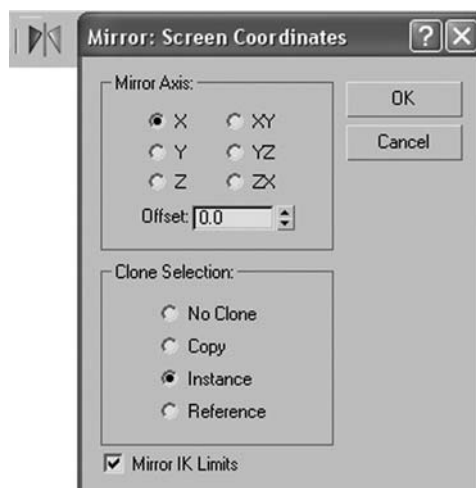 Mirror: Screen Coordinates
Mirror Axis:
X XY
Y YZ
Z ZX
Offset: 0.0
OK
Cancel
Clone Selection:
No Clone
Copy
Instance
Reference
Mirror IK Limits